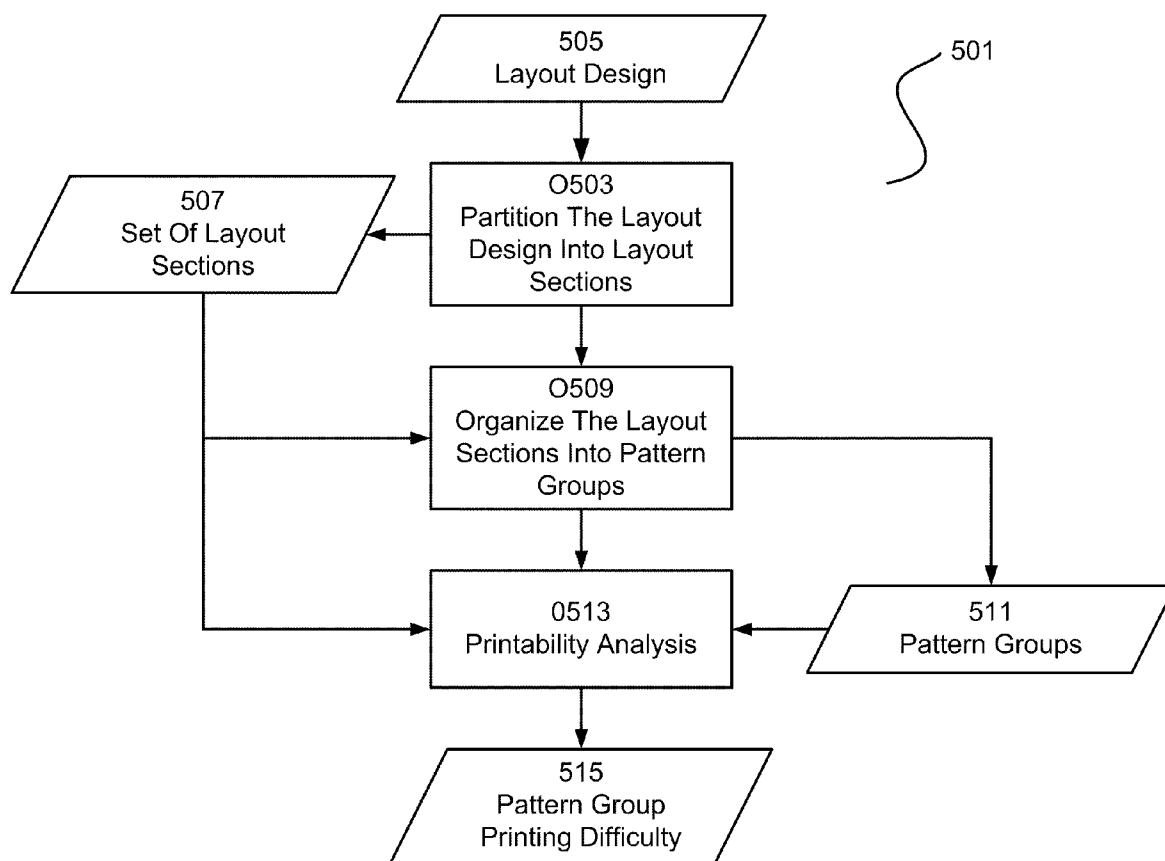 505
Layout Design
501
O503
Partition The Layout
Design Into Layout
Sections
507
Set Of Layout
Sections
O509
Organize The Layout
Sections Into Pattern
Groups
0513
Printability Analysis
511
Pattern Groups
515
Pattern Group
Printing Difficulty